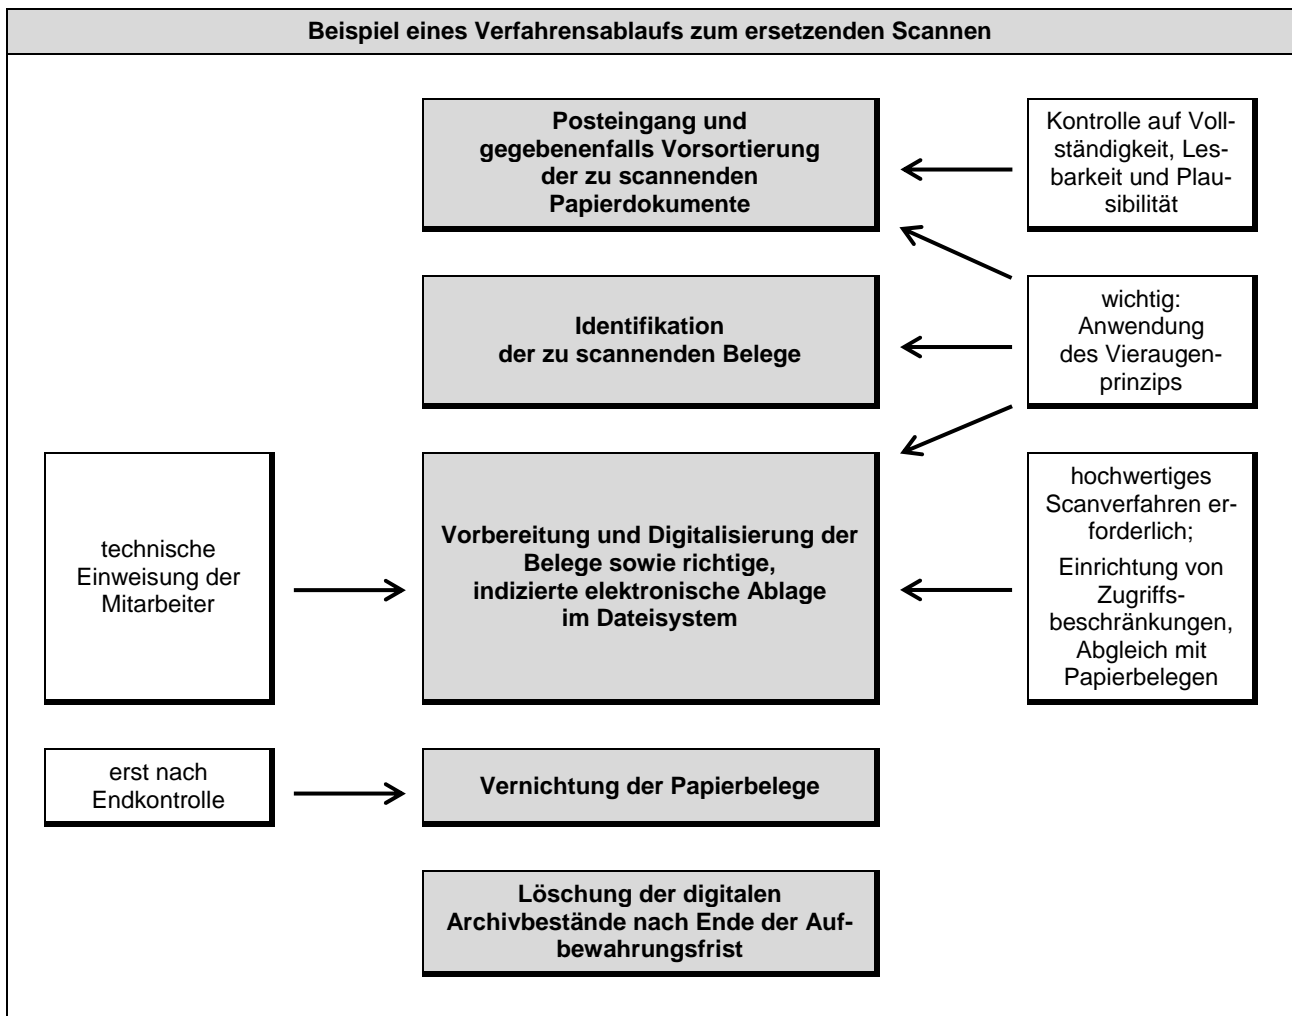 Beispiel eines Verfahrensablaufs zum ersetzenden Scannen
Posteingang und
gegebenenfalls Vorsortierung
der zu scannenden
Papierdokumente
Kontrolle auf Voll-
ständigkeit, Les-
barkeit und Plau-
sibilität
Identifikation
der zu scannenden Belege
wichtig:
Anwendung
des Vieraugen-
prinzips
technische
Einweisung der
Mitarbeiter
Vorbereitung und Digitalisierung der
Belege sowie richtige,
indizierte elektronische Ablage
im Dateisystem
hochwertiges
Scanverfahren er-
forderlich;
Einrichtung von
Zugriffs-
beschränkungen,
Abgleich mit
Papierbelegen
erst nach
Endkontrolle
Vernichtung der Papierbelege
Löschung der digitalen
Archivbestände nach Ende der Auf-
bewahrungsfrist